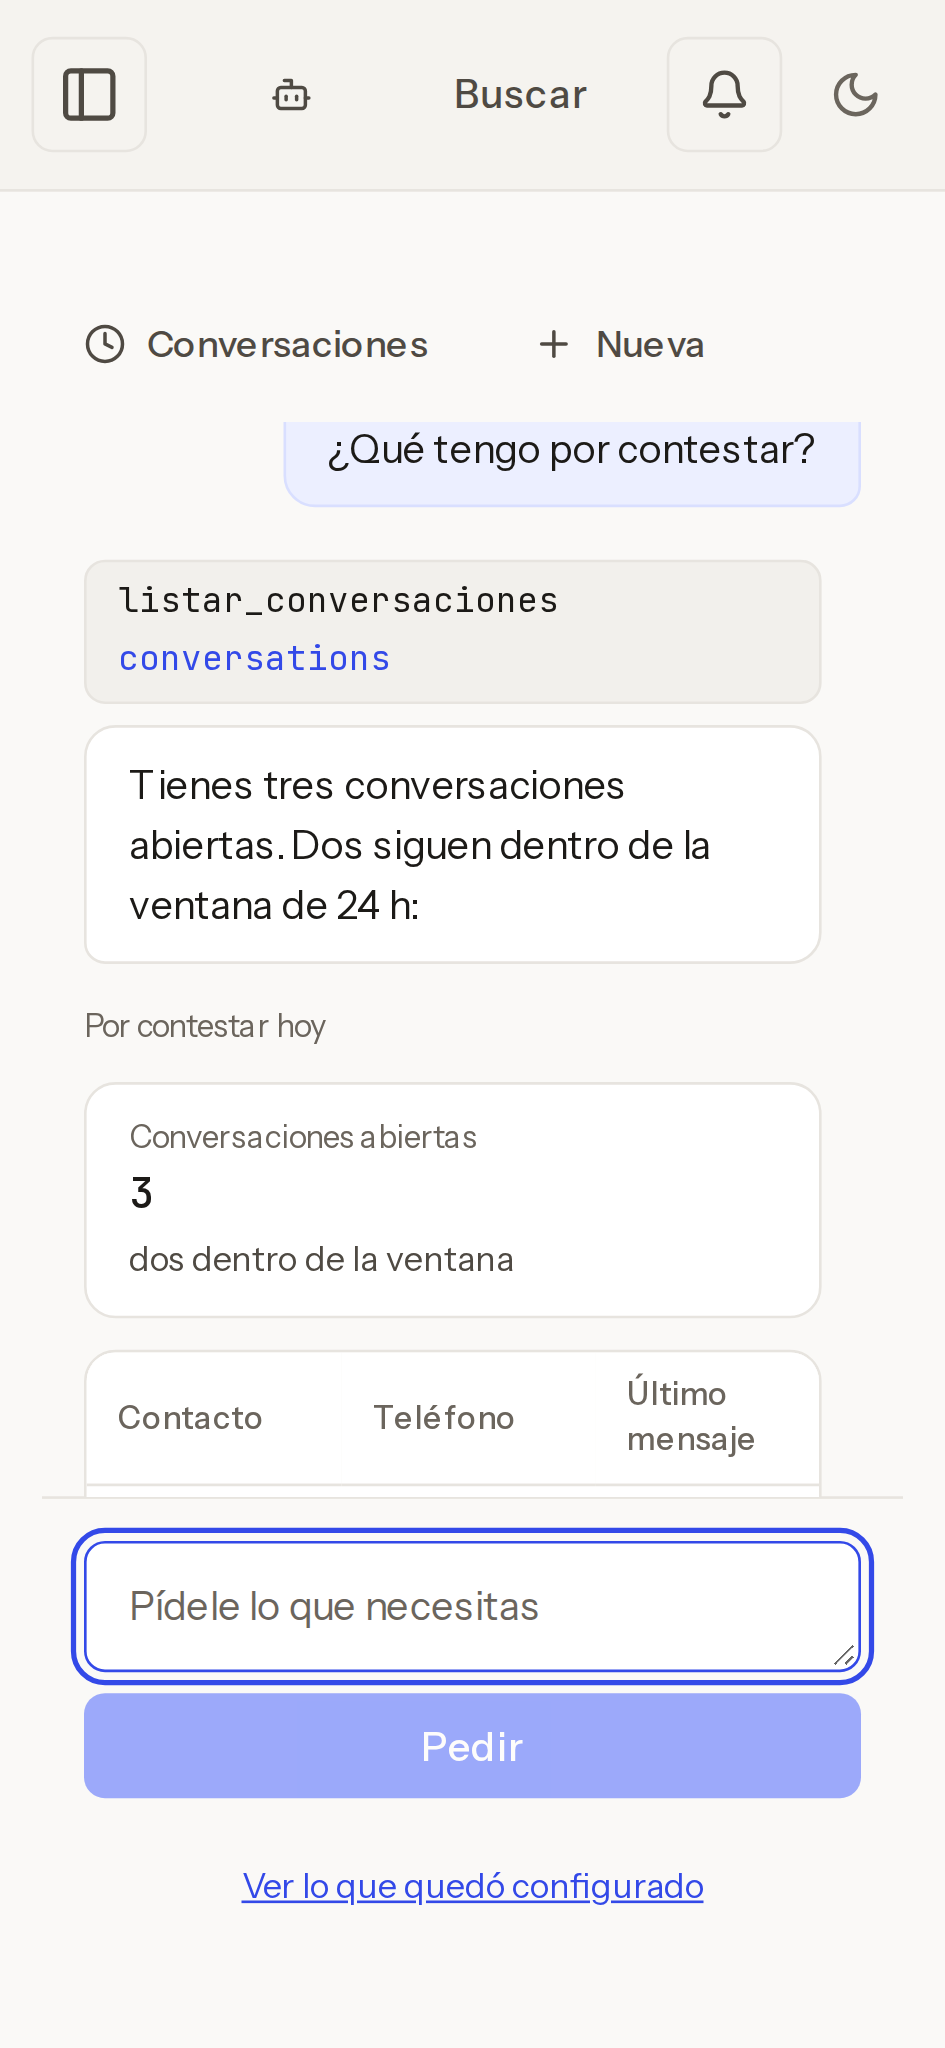 Buscar
Conversaciones
Nueva
¿Qué tengo por contestar?
listar_conversaciones
conversations
Tienes tres conversaciones
abiertas. Dos siguen dentro de la
ventana de 24 h:
Por contestar hoy
Conversaciones abiertas
3
dos dentro de la ventana
Contacto
Teléfono
Último
mensaje
Pídele lo que necesitas
Pedir
Ver lo que quedó configurado